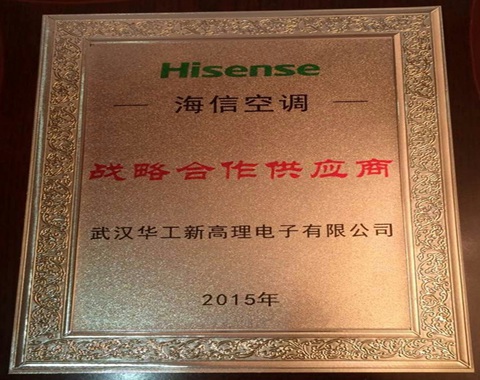 Hisense
— 海信空调 —
战略合作供应商
武汉华工新高理电子有限公司
2015年